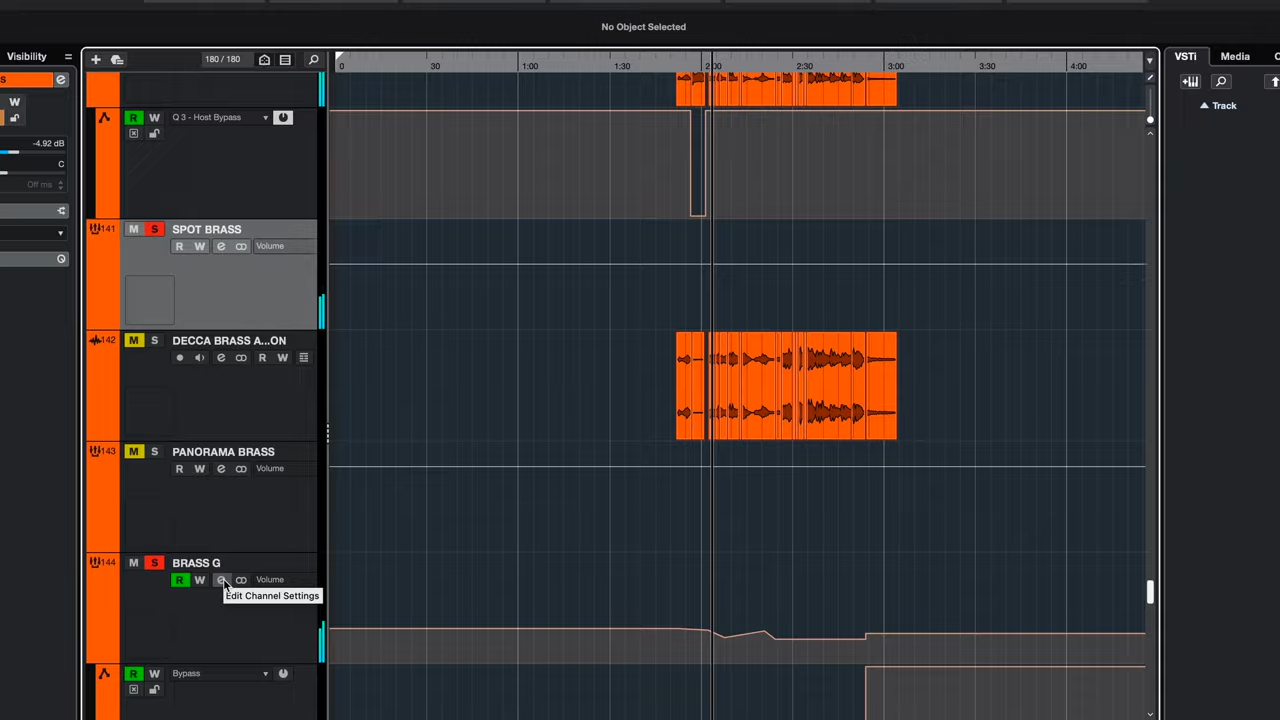 No Object Selected
Visibility
180 / 180
0 30 1:00 1:30 2:00 2:30 3:00 3:30 4:00
VSTi Media
Track
S
W
-4.92 dB
C
Off ms
R W Q 3 - Host Bypass
141 M S SPOT BRASS
R W Volume
142 M S DECCA BRASS A...ON
R W
143 M S PANORAMA BRASS
R W Volume
144 M S BRASS G
R W Volume
Edit Channel Settings
R W Bypass